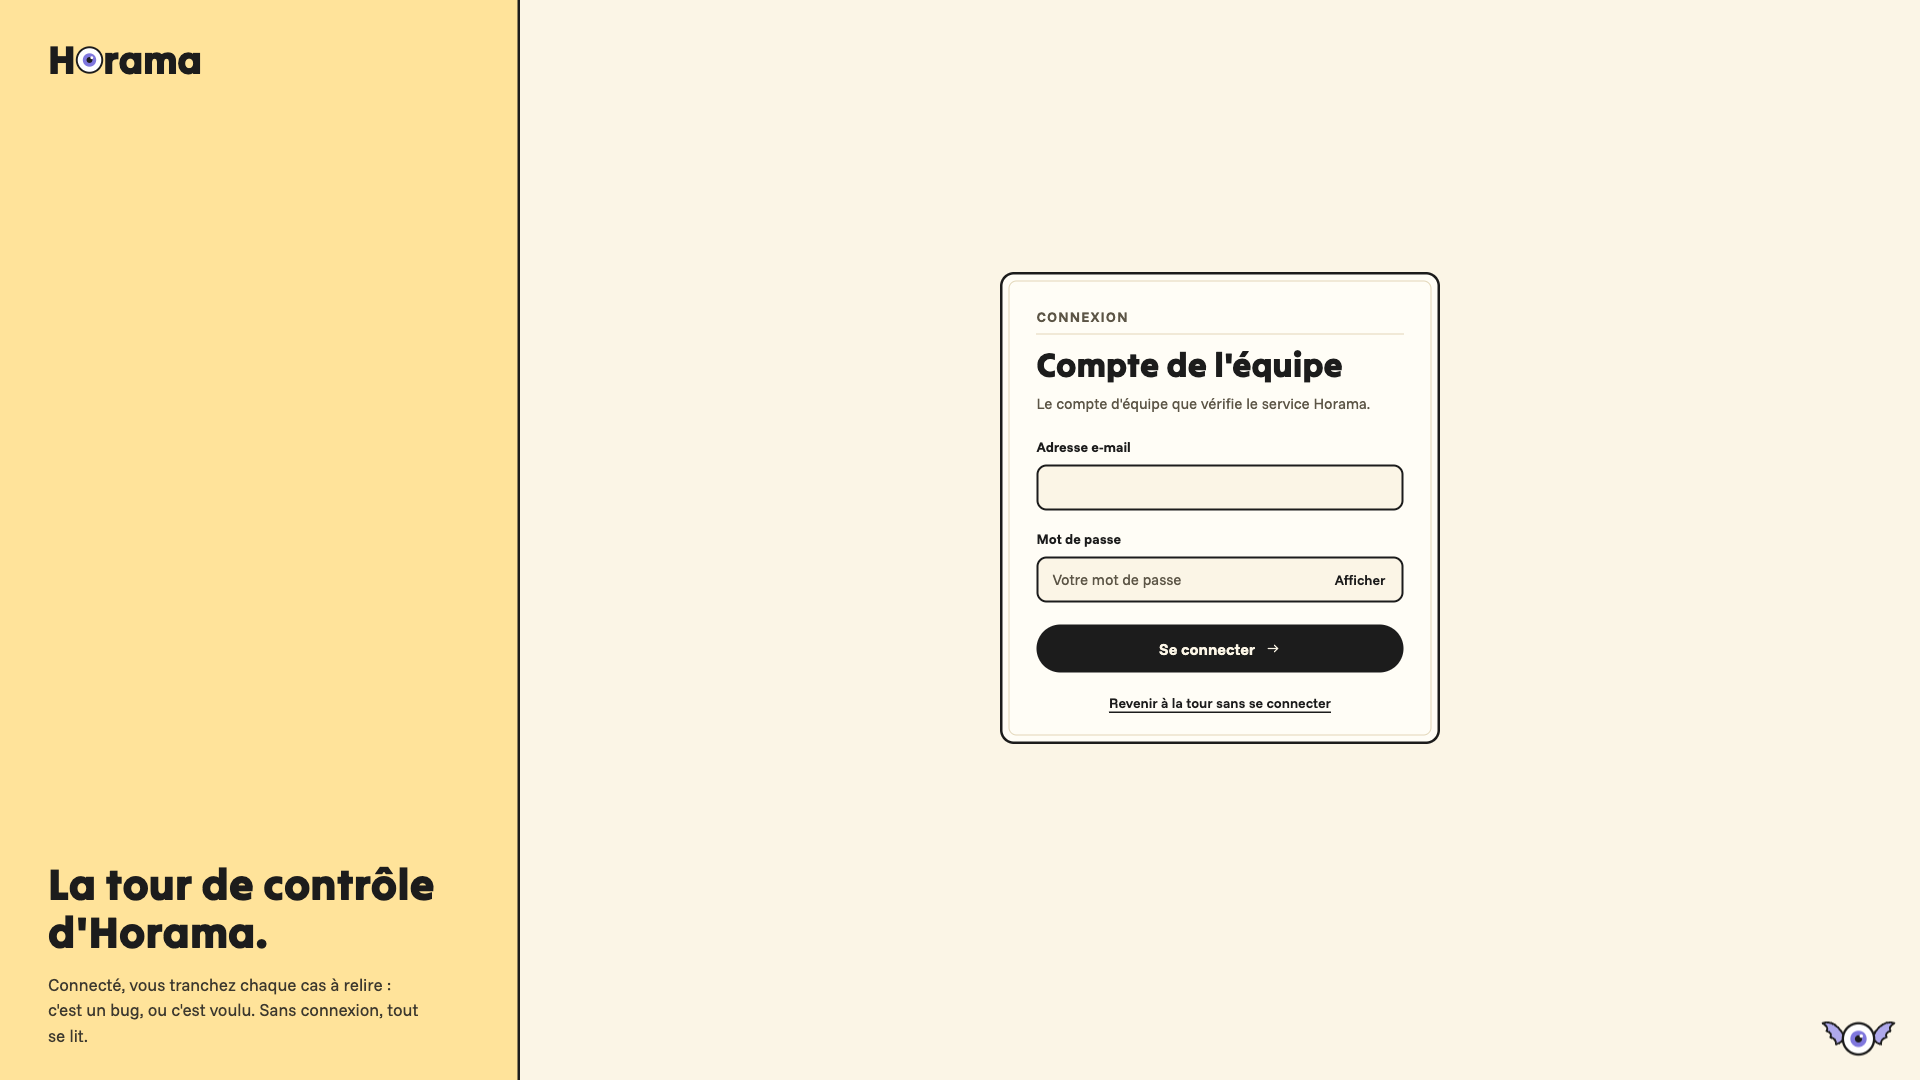 Horama
La tour de contrôle
d'Horama.
Connecté, vous tranchez chaque cas à relire :
c'est un bug, ou c'est voulu. Sans connexion, tout
se lit.
CONNEXION
Compte de l'équipe
Le compte d'équipe que vérifie le service Horama.
Adresse e-mail
Mot de passe
Votre mot de passe Afficher
Se connecter →
Revenir à la tour sans se connecter